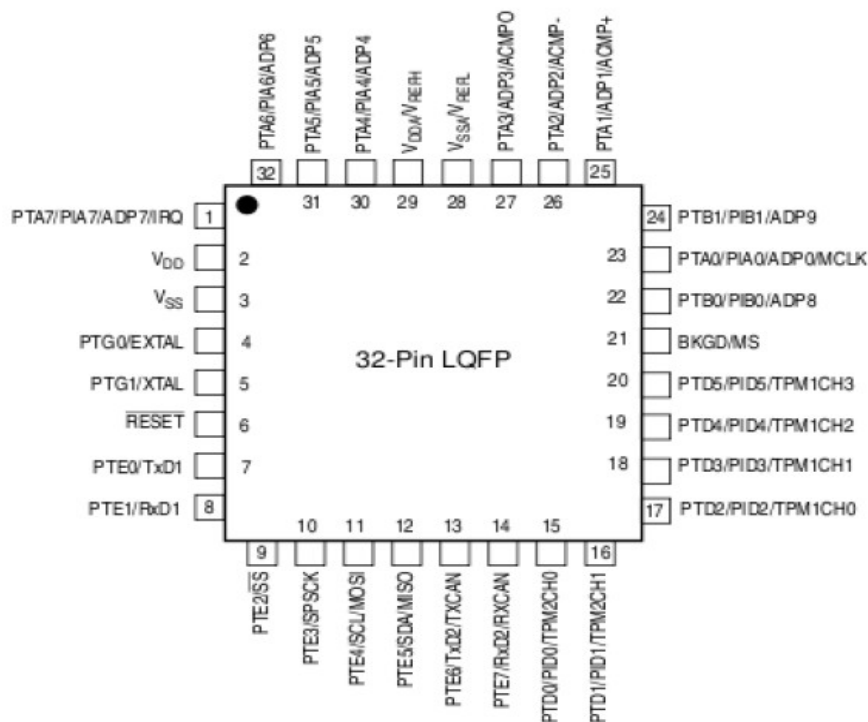 PTA6/PIA6/ADP6
PTA5/PIA5/ADP5
PTA4/PIA4/ADP4
VDDA/VREFH
VSSA/VREFL
PTA3/ADP3/ACMPO
PTA2/ADP2/ACMP-
PTA1/ADP1/ACMP+
32
31
30
29
28
27
26
25
PTA7/PIA7/ADP7/IRQ 1
VDD 2
VSS 3
PTG0/EXTAL 4
PTG1/XTAL 5
RESET 6
PTE0/TxD1 7
PTE1/RxD1 8
32-Pin LQFP
24 PTB1/PIB1/ADP9
23 PTA0/PIA0/ADP0/MCLK
22 PTB0/PIB0/ADP8
21 BKGD/MS
20 PTD5/PID5/TPM1CH3
19 PTD4/PID4/TPM1CH2
18 PTD3/PID3/TPM1CH1
17 PTD2/PID2/TPM1CH0
9
10
11
12
13
14
15
16
PTE2/SS
PTE3/SPSCK
PTE4/SCL/MOSI
PTE5/SDA/MISO
PTE6/TxD2/TXCAN
PTE7/RxD2/RXCAN
PTD0/PID0/TPM2CH0
PTD1/PID1/TPM2CH1